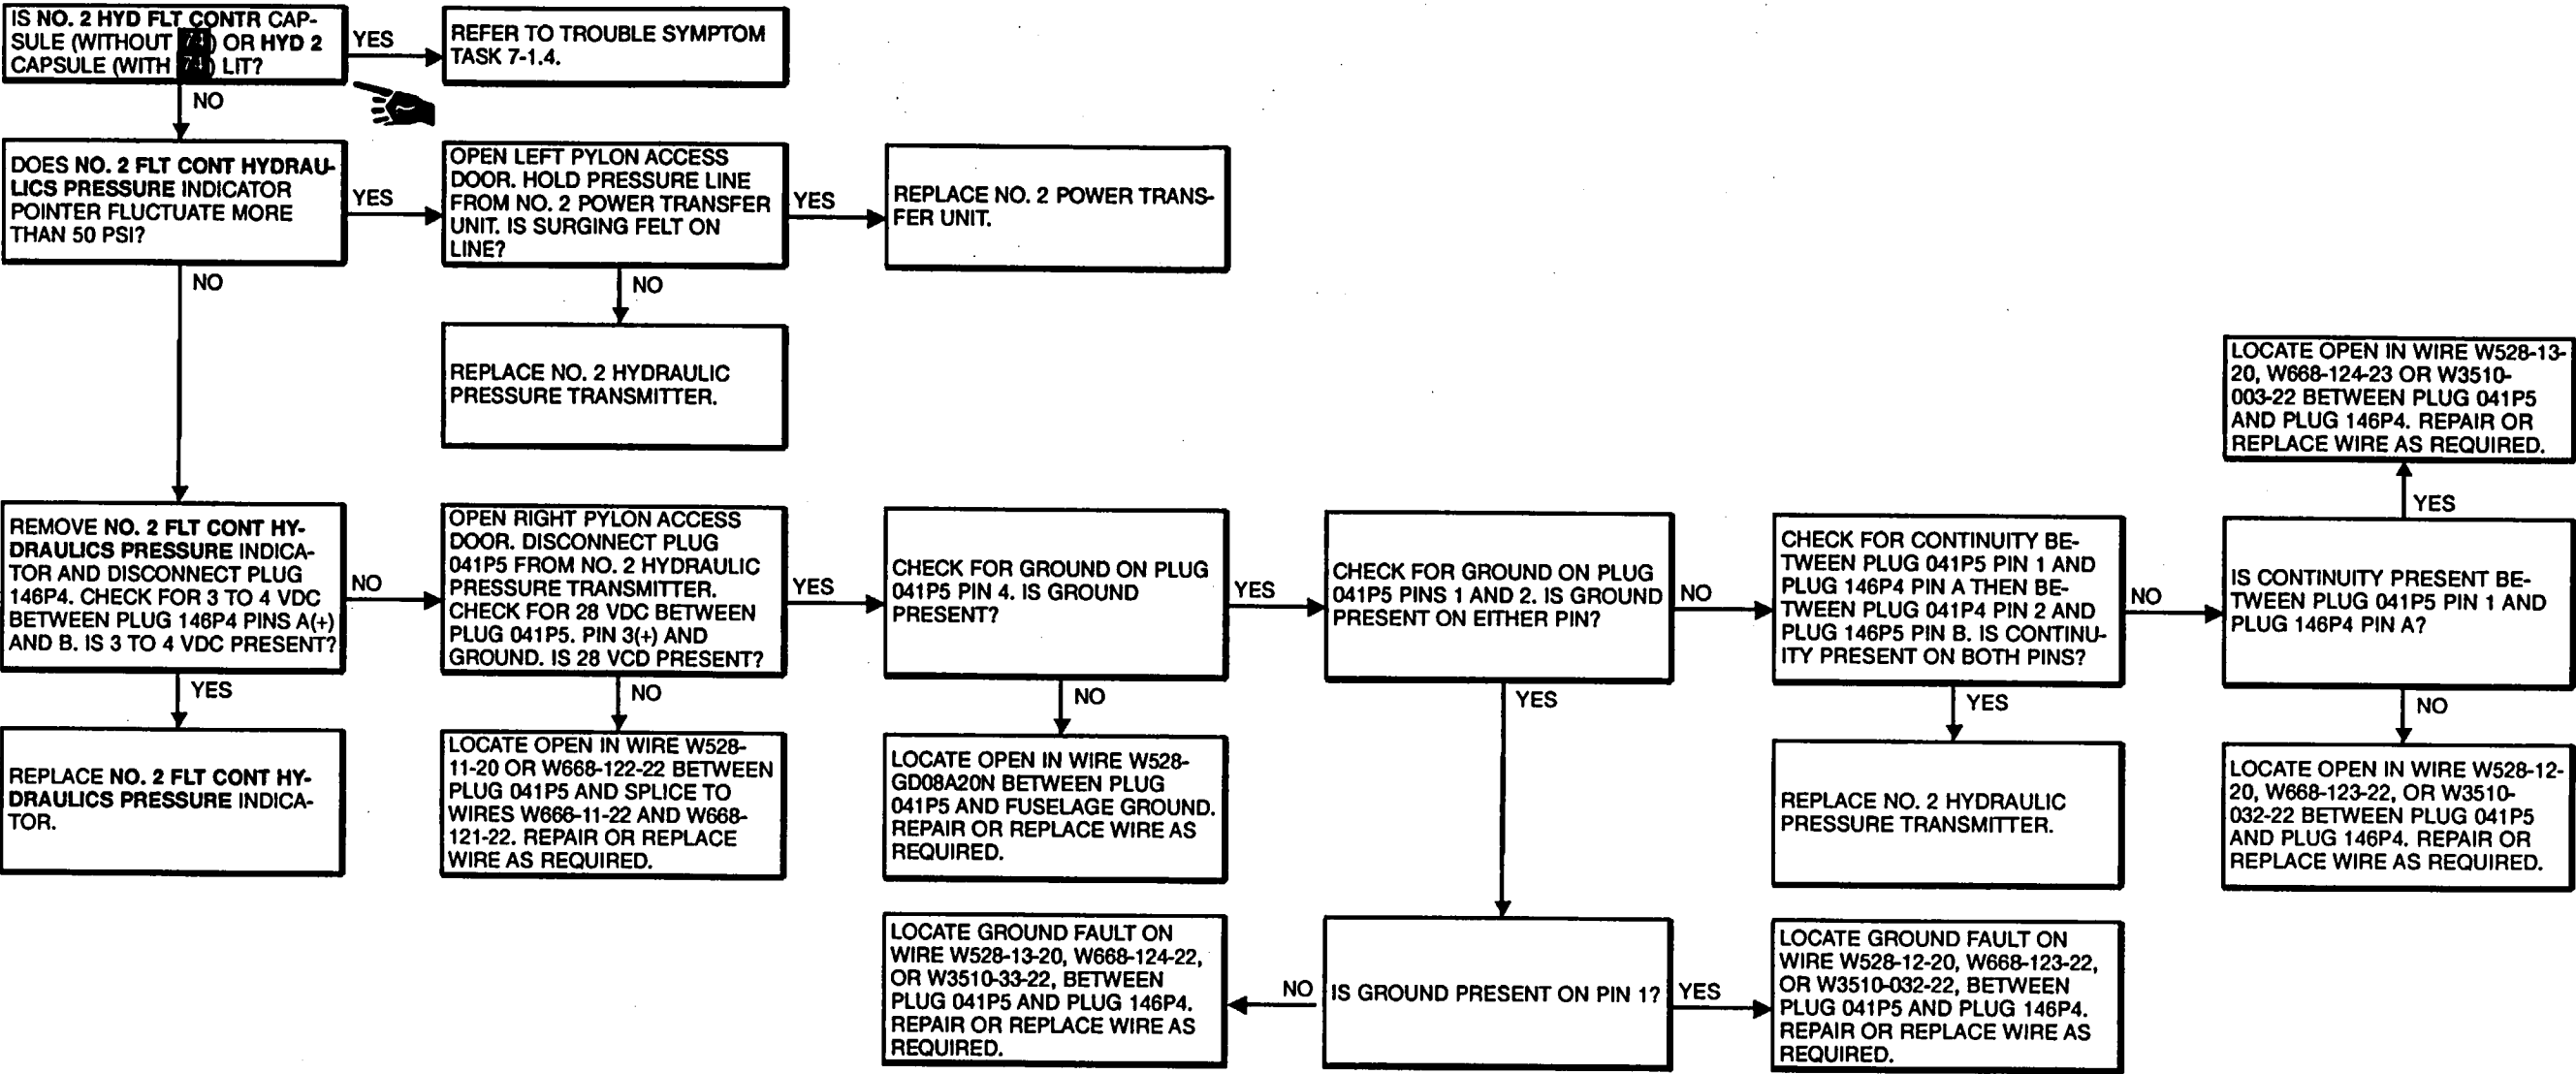 IS NO. 2 HYD FLT CONTR CAP-
SULE (WITHOUT 74) OR HYD 2
CAPSULE (WITH 74) LIT?
YES
REFER TO TROUBLE SYMPTOM
TASK 7-1.4.
NO
DOES NO. 2 FLT CONT HYDRAU-
LICS PRESSURE INDICATOR
POINTER FLUCTUATE MORE
THAN 50 PSI?
YES
OPEN LEFT PYLON ACCESS
DOOR. HOLD PRESSURE LINE
FROM NO. 2 POWER TRANSFER
UNIT. IS SURGING FELT ON
LINE?
YES
REPLACE NO. 2 POWER TRANS-
FER UNIT.
NO
NO
REPLACE NO. 2 HYDRAULIC
PRESSURE TRANSMITTER.
LOCATE OPEN IN WIRE W528-13-
20, W668-124-23 OR W3510-
003-22 BETWEEN PLUG 041P5
AND PLUG 146P4. REPAIR OR
REPLACE WIRE AS REQUIRED.
YES
REMOVE NO. 2 FLT CONT HY-
DRAULICS PRESSURE INDICA-
TOR AND DISCONNECT PLUG
146P4. CHECK FOR 3 TO 4 VDC
BETWEEN PLUG 146P4 PINS A(+)
AND B. IS 3 TO 4 VDC PRESENT?
NO
OPEN RIGHT PYLON ACCESS
DOOR. DISCONNECT PLUG
041P5 FROM NO. 2 HYDRAULIC
PRESSURE TRANSMITTER.
CHECK FOR 28 VDC BETWEEN
PLUG 041P5. PIN 3(+) AND
GROUND. IS 28 VCD PRESENT?
YES
CHECK FOR GROUND ON PLUG
041P5 PIN 4. IS GROUND
PRESENT?
YES
CHECK FOR GROUND ON PLUG
041P5 PINS 1 AND 2. IS GROUND
PRESENT ON EITHER PIN?
NO
CHECK FOR CONTINUITY BE-
TWEEN PLUG 041P5 PIN 1 AND
PLUG 146P4 PIN A THEN BE-
TWEEN PLUG 041P4 PIN 2 AND
PLUG 146P5 PIN B. IS CONTINU-
ITY PRESENT ON BOTH PINS?
NO
IS CONTINUITY PRESENT BE-
TWEEN PLUG 041P5 PIN 1 AND
PLUG 146P4 PIN A?
YES
NO
NO
YES
YES
NO
REPLACE NO. 2 FLT CONT HY-
DRAULICS PRESSURE INDICA-
TOR.
LOCATE OPEN IN WIRE W528-
11-20 OR W668-122-22 BETWEEN
PLUG 041P5 AND SPLICE TO
WIRES W666-11-22 AND W668-
121-22. REPAIR OR REPLACE
WIRE AS REQUIRED.
LOCATE OPEN IN WIRE W528-
GD08A20N BETWEEN PLUG
041P5 AND FUSELAGE GROUND.
REPAIR OR REPLACE WIRE AS
REQUIRED.
REPLACE NO. 2 HYDRAULIC
PRESSURE TRANSMITTER.
LOCATE OPEN IN WIRE W528-12-
20, W668-123-22, OR W3510-
032-22 BETWEEN PLUG 041P5
AND PLUG 146P4. REPAIR OR
REPLACE WIRE AS REQUIRED.
LOCATE GROUND FAULT ON
WIRE W528-13-20, W668-124-22,
OR W3510-33-22, BETWEEN
PLUG 041P5 AND PLUG 146P4.
REPAIR OR REPLACE WIRE AS
REQUIRED.
NO
IS GROUND PRESENT ON PIN 1?
YES
LOCATE GROUND FAULT ON
WIRE W528-12-20, W668-123-22,
OR W3510-032-22, BETWEEN
PLUG 041P5 AND PLUG 146P4.
REPAIR OR REPLACE WIRE AS
REQUIRED.